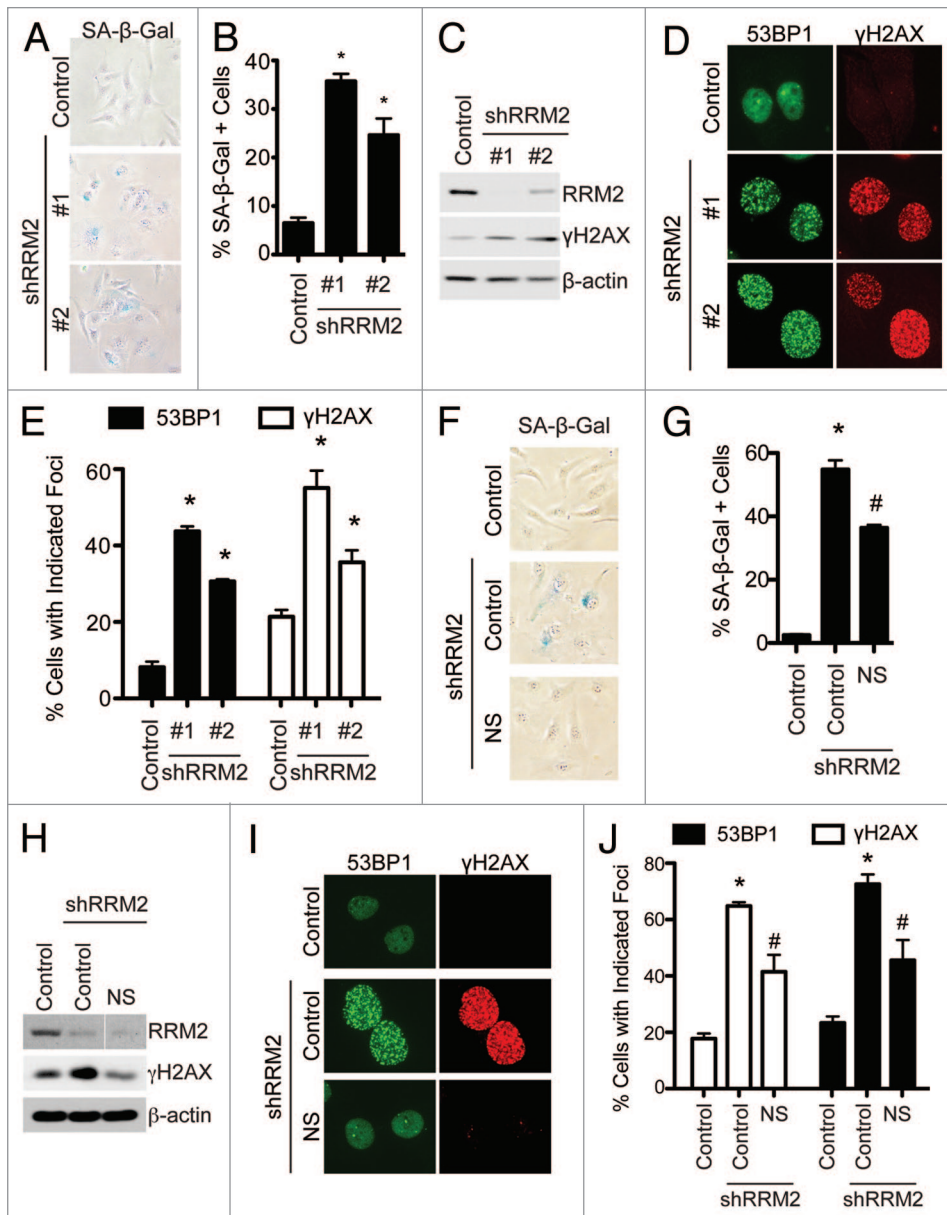 A
SA-β-Gal
Control
shRRM2
#1
#2
B
% SA-β-Gal + Cells
40
30
20
10
0
*
*
Control
#1
#2
shRRM2
C
Control
shRRM2
#1
#2
RRM2
γH2AX
β-actin
D
53BP1
γH2AX
Control
shRRM2
#1
#2
E
53BP1
γH2AX
% Cells with Indicated Foci
60
40
20
0
*
*
*
*
Control
#1
#2
shRRM2
Control
#1
#2
shRRM2
F
SA-β-Gal
Control
shRRM2
Control
NS
G
% SA-β-Gal + Cells
60
40
20
0
*
#
Control
Control
NS
shRRM2
H
shRRM2
Control
Control
NS
RRM2
γH2AX
β-actin
I
53BP1
γH2AX
Control
shRRM2
Control
NS
J
53BP1
γH2AX
% Cells with Indicated Foci
80
60
40
20
0
*
#
*
#
Control
Control
NS
shRRM2
Control
Control
NS
shRRM2